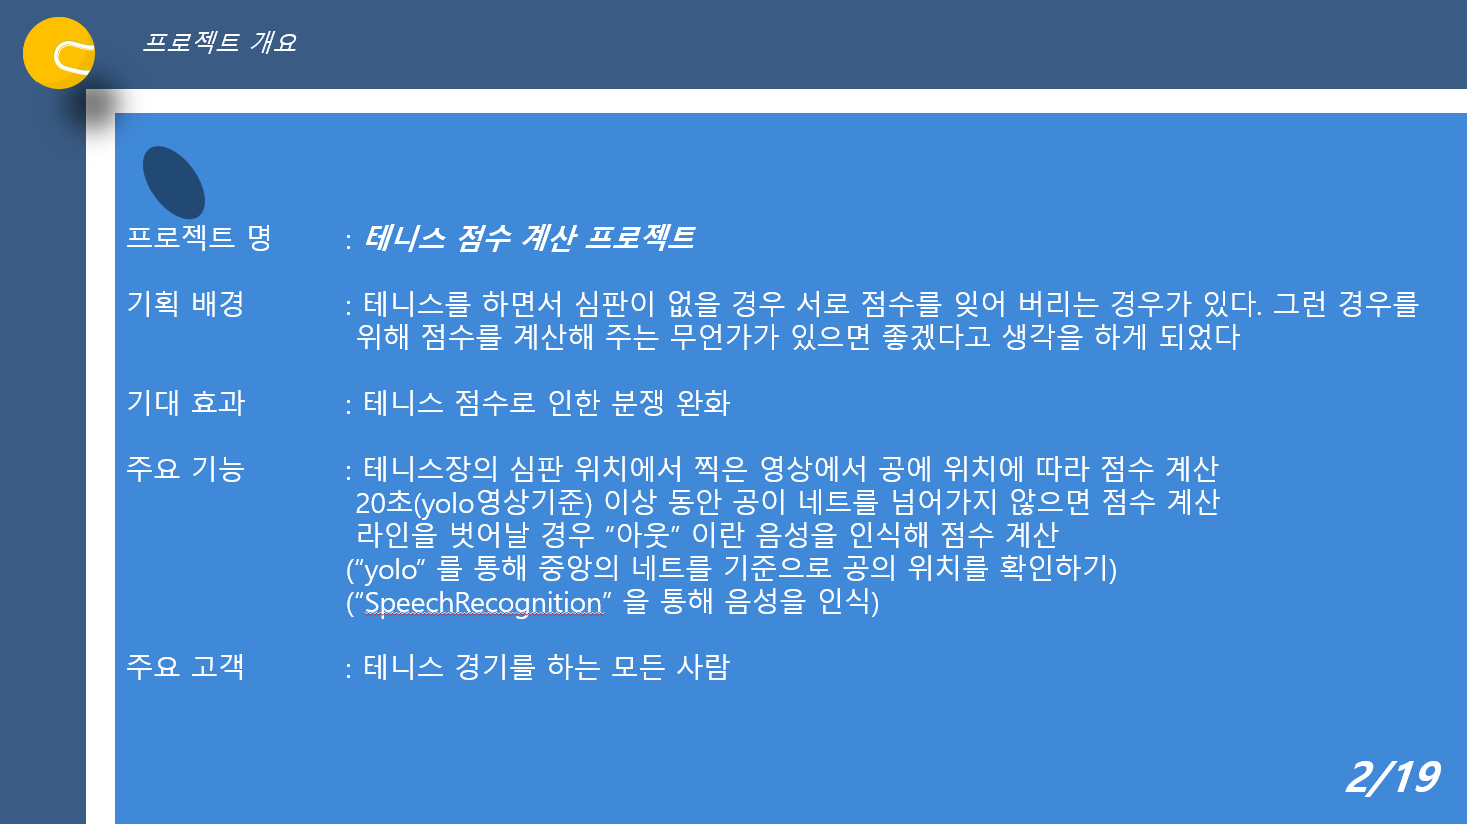 프로젝트 개요
프로젝트 명 : 테니스 점수 계산 프로젝트
기획 배경 : 테니스를 하면서 심판이 없을 경우 서로 점수를 잊어 버리는 경우가 있다. 그런 경우를
위해 점수를 계산해 주는 무언가가 있으면 좋겠다고 생각을 하게 되었다
기대 효과 : 테니스 점수로 인한 분쟁 완화
주요 기능 : 테니스장의 심판 위치에서 찍은 영상에서 공에 위치에 따라 점수 계산
20초(yolo영상기준) 이상 동안 공이 네트를 넘어가지 않으면 점수 계산
라인을 벗어날 경우 “아웃” 이란 음성을 인식해 점수 계산
(“yolo” 를 통해 중앙의 네트를 기준으로 공의 위치를 확인하기)
(“SpeechRecognition” 을 통해 음성을 인식)
주요 고객 : 테니스 경기를 하는 모든 사람
2/19